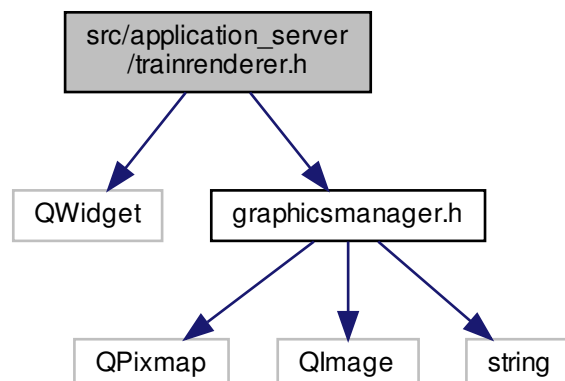 src/application_server
/trainrenderer.h
QWidget
graphicsmanager.h
QPixmap
QImage
string